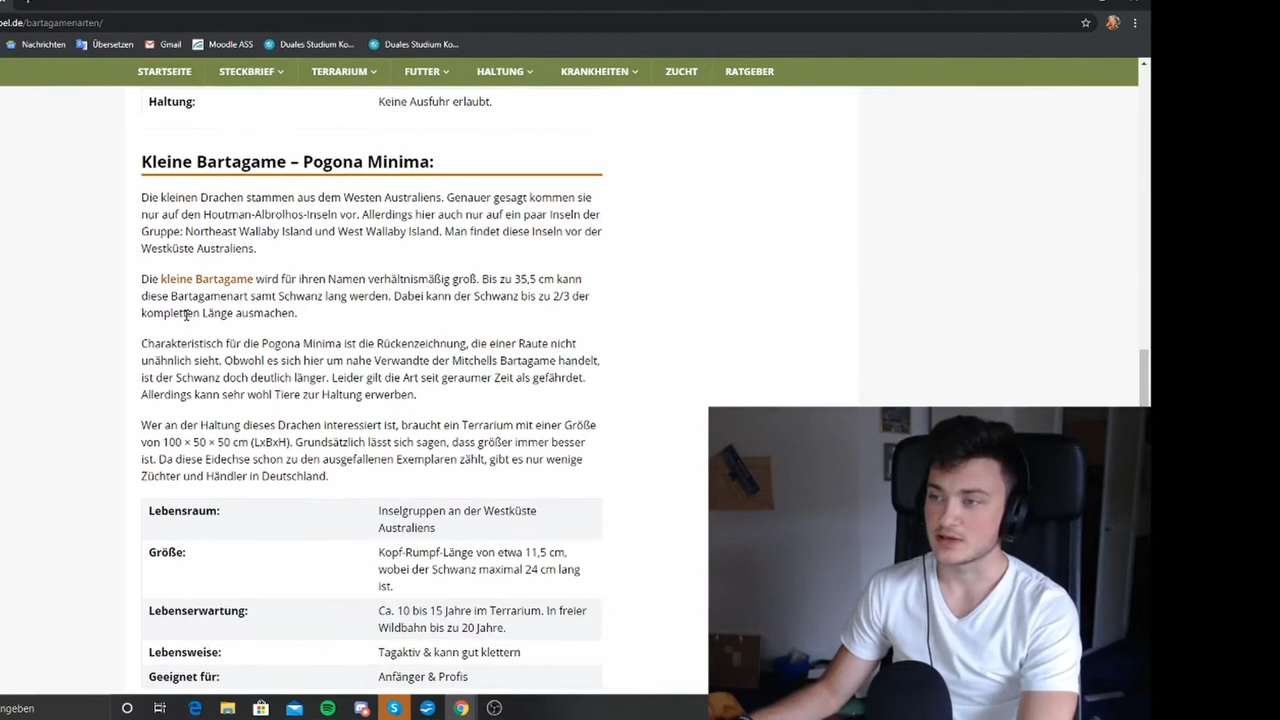 oel.de/bartagamenarten/
Nachrichten Übersetzen Gmail Moodle ASS Duales Studium Ko... Duales Studium Ko...
STARTSEITE STECKBRIEF TERRARIUM FUTTER HALTUNG KRANKHEITEN ZUCHT RATGEBER
Haltung: Keine Ausfuhr erlaubt.
Kleine Bartagame – Pogona Minima:
Die kleinen Drachen stammen aus dem Westen Australiens. Genauer gesagt kommen sie
nur auf den Houtman-Albrolhos-Inseln vor. Allerdings hier auch nur auf ein paar Inseln der
Gruppe: Northeast Wallaby Island und West Wallaby Island. Man findet diese Inseln vor der
Westküste Australiens.
Die kleine Bartagame wird für ihren Namen verhältnismäßig groß. Bis zu 35,5 cm kann
diese Bartagamenart samt Schwanz lang werden. Dabei kann der Schwanz bis zu 2/3 der
kompletten Länge ausmachen.
Charakteristisch für die Pogona Minima ist die Rückenzeichnung, die einer Raute nicht
unähnlich sieht. Obwohl es sich hier um nahe Verwandte der Mitchells Bartagame handelt,
ist der Schwanz doch deutlich länger. Leider gilt die Art seit geraumer Zeit als gefährdet.
Allerdings kann sehr wohl Tiere zur Haltung erwerben.
Wer an der Haltung dieses Drachen interessiert ist, braucht ein Terrarium mit einer Größe
von 100 × 50 × 50 cm (LxBxH). Grundsätzlich lässt sich sagen, dass größer immer besser
ist. Da diese Eidechse schon zu den ausgefallenen Exemplaren zählt, gibt es nur wenige
Züchter und Händler in Deutschland.
Lebensraum: Inselgruppen an der Westküste
Australiens
Größe: Kopf-Rumpf-Länge von etwa 11,5 cm,
wobei der Schwanz maximal 24 cm lang
ist.
Lebenserwartung: Ca. 10 bis 15 Jahre im Terrarium. In freier
Wildbahn bis zu 20 Jahre.
Lebensweise: Tagaktiv & kann gut klettern
Geeignet für: Anfänger & Profis
ngeben